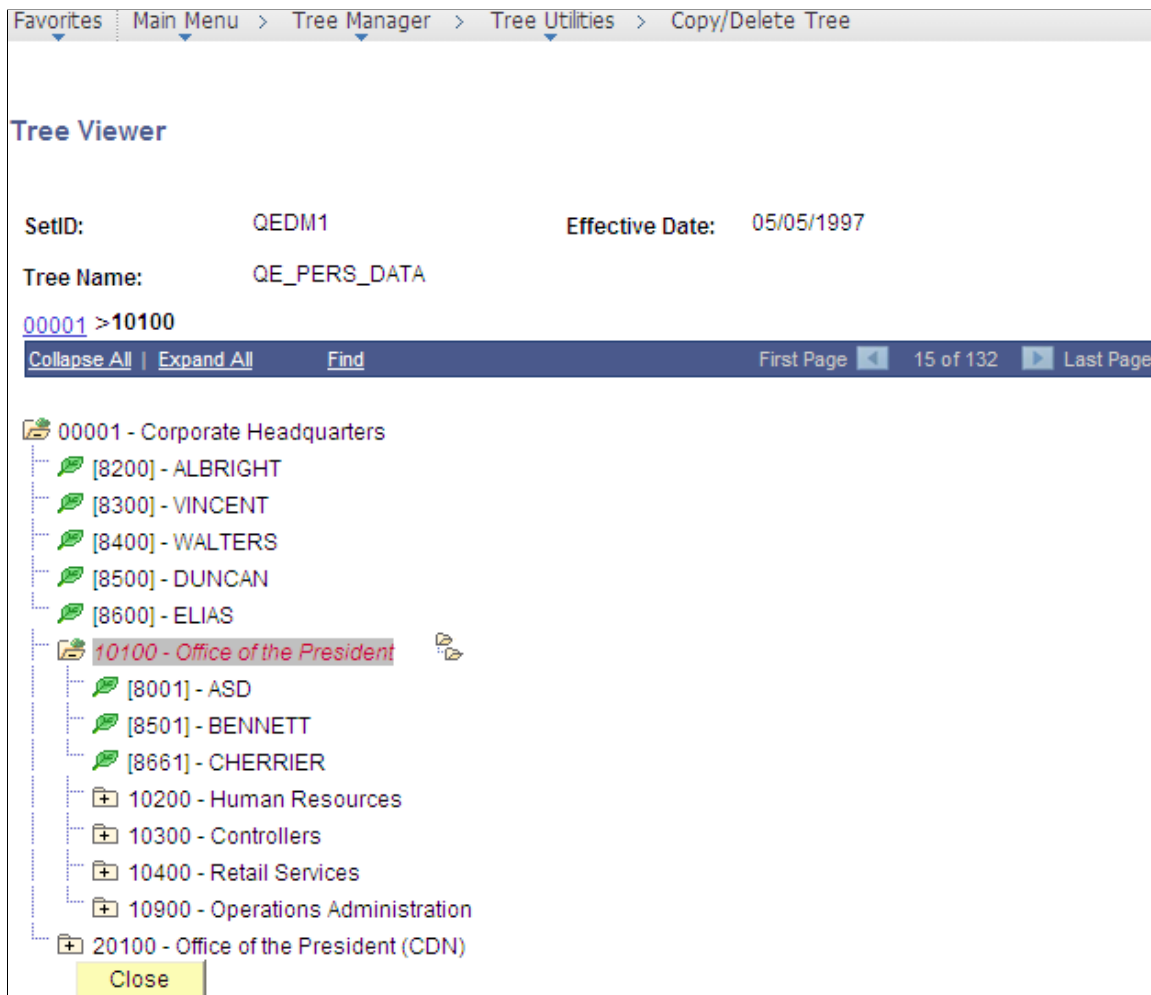 Favorites Main Menu > Tree Manager > Tree Utilities > Copy/Delete Tree
Tree Viewer
SetID: QEDM1 Effective Date: 05/05/1997
Tree Name: QE_PERS_DATA
00001 >10100
Collapse All | Expand All Find First Page 15 of 132 Last Page
00001 - Corporate Headquarters
[8200] - ALBRIGHT
[8300] - VINCENT
[8400] - WALTERS
[8500] - DUNCAN
[8600] - ELIAS
10100 - Office of the President
[8001] - ASD
[8501] - BENNETT
[8661] - CHERRIER
10200 - Human Resources
10300 - Controllers
10400 - Retail Services
10900 - Operations Administration
20100 - Office of the President (CDN)
Close